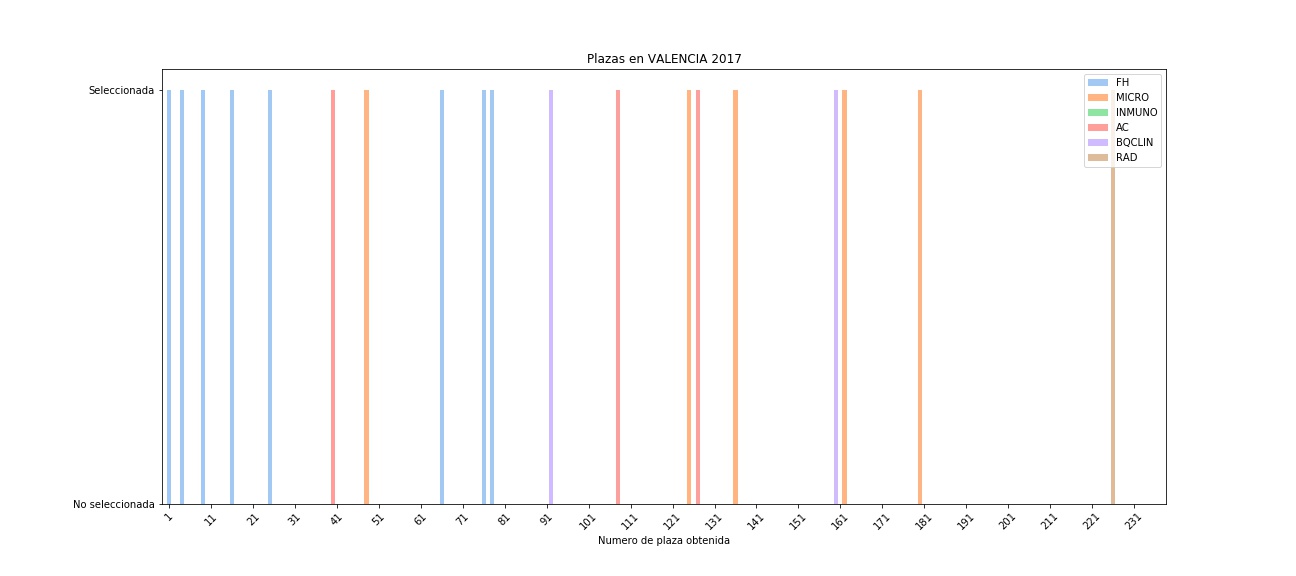 Plazas en VALENCIA 2017
Seleccionada
No seleccionada
FH
MICRO
INMUNO
AC
BQCLIN
RAD
1 11 21 31 41 51 61 71 81 91 101 111 121 131 141 151 161 171 181 191 201 211 221 231
Numero de plaza obtenida